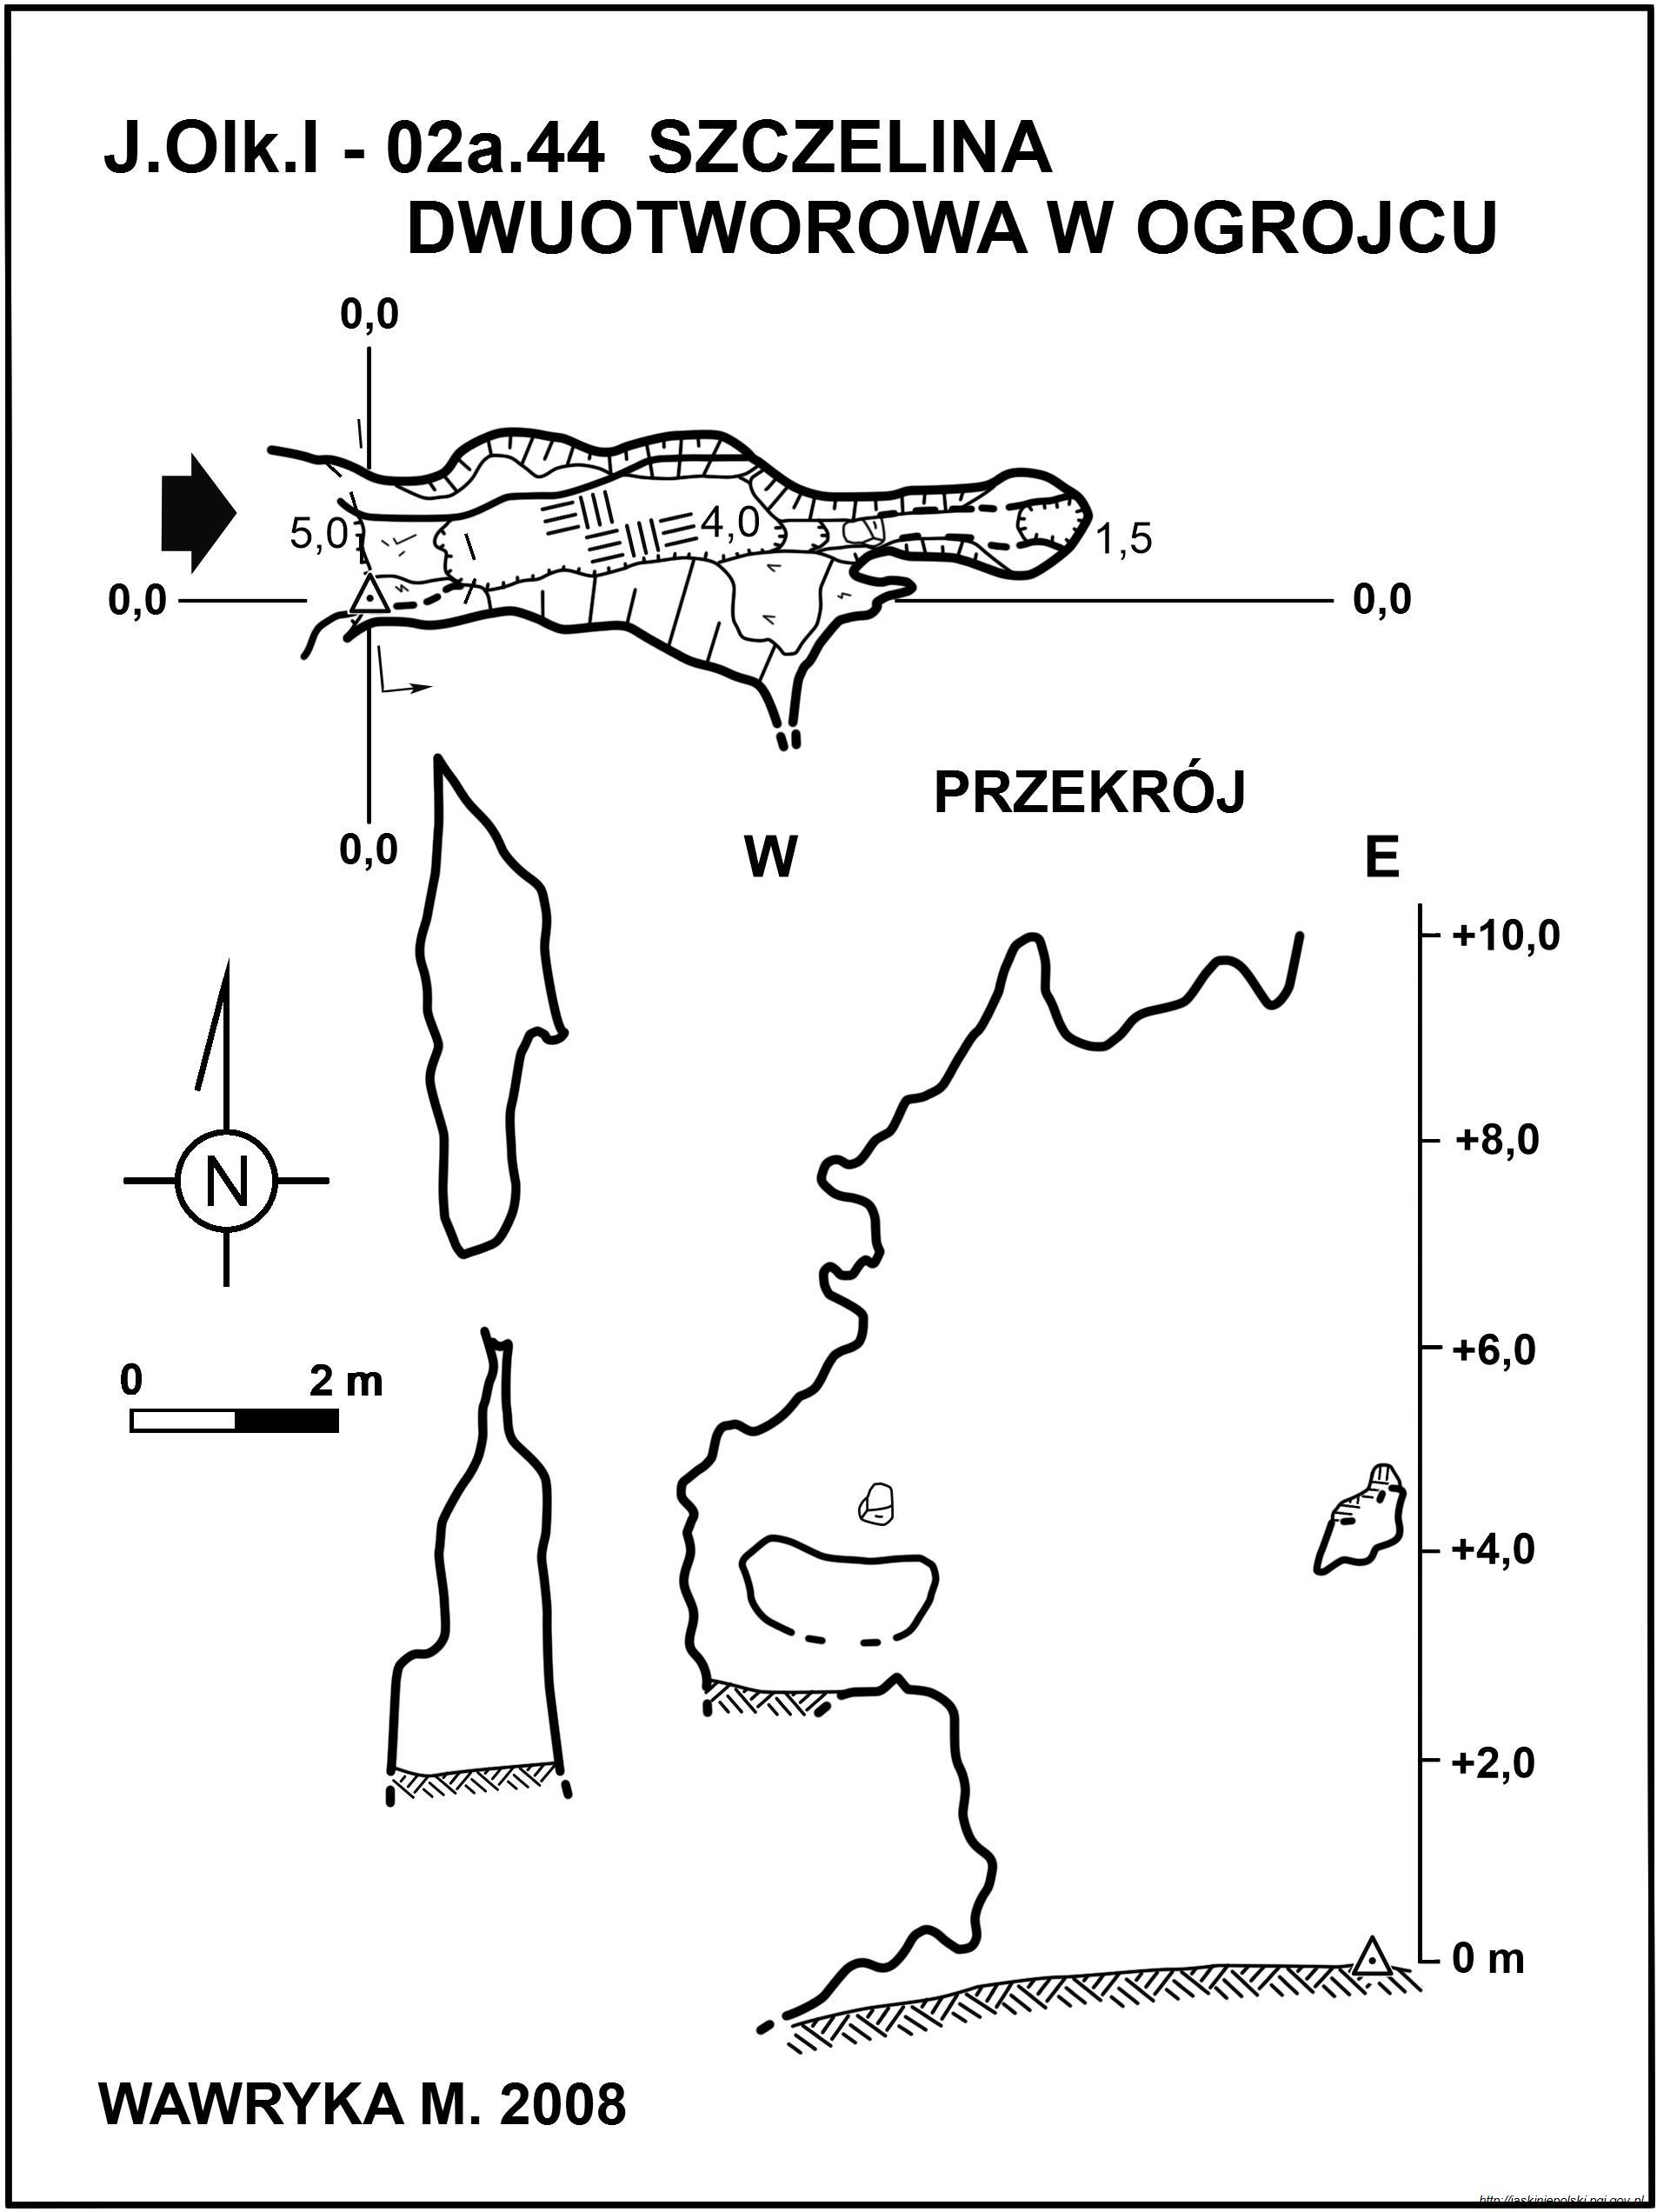 J.Olk.I - 02a.44 SZCZELINA
DWUOTWOROWA W OGROJCU
0,0
5,0
4,0
1,5
0,0
0,0
0,0
PRZEKRÓJ
W
E
+10,0
+8,0
N
+6,0
0
2 m
+4,0
+2,0
0 m
WAWRYKA M. 2008
http://jaskiniepolski.pgi.gov.pl